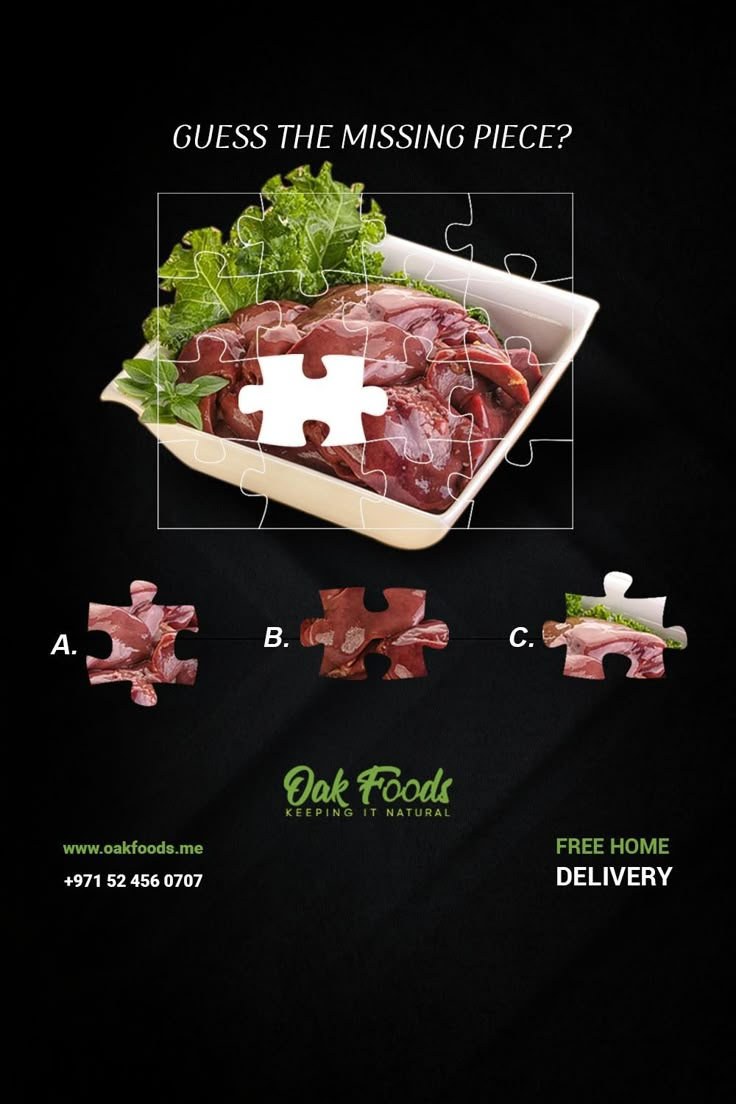 GUESS THE MISSING PIECE?
A.
B.
C.
Oak Foods
KEEPING IT NATURAL
www.oakfoods.me
+971 52 456 0707
FREE HOME
DELIVERY